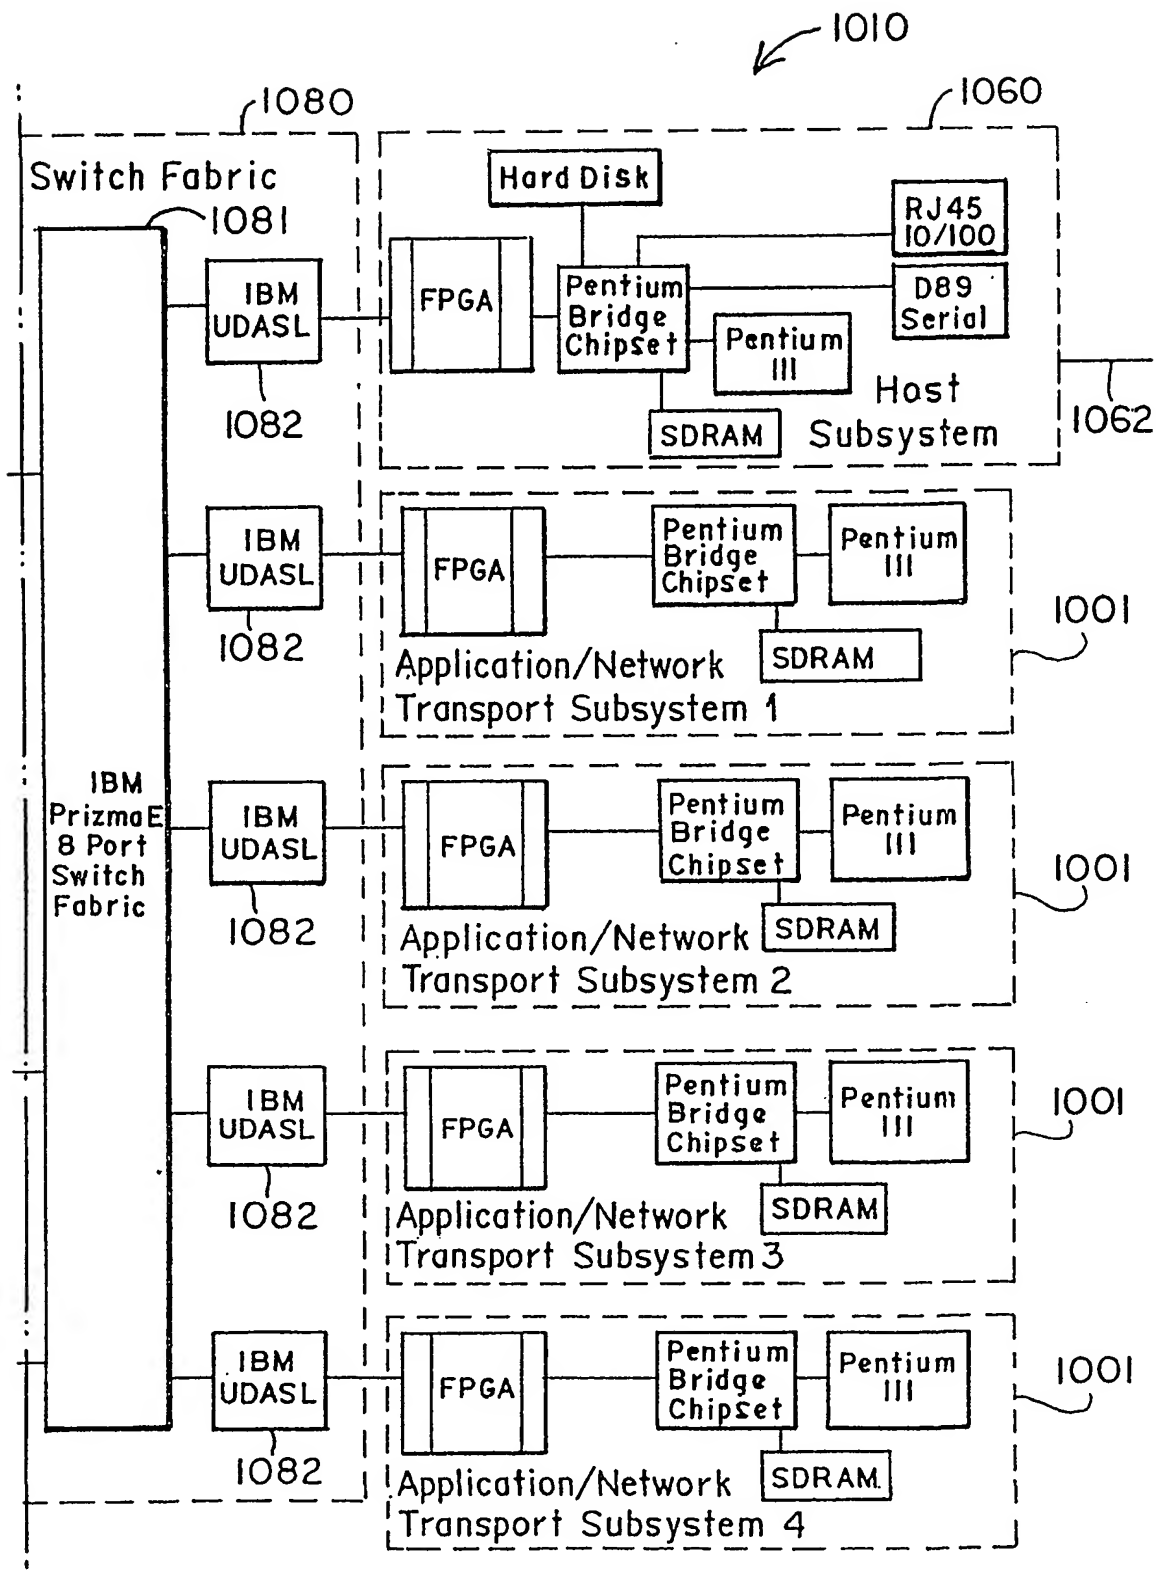 1010
1080
1060
Switch Fabric
1081
Hard Disk
RJ45
10/100
IBM
UDASL
FPGA
Pentium
Bridge
Chipset
D89
Serial
Pentium
III
1082
SDRAM
Host
Subsystem
1062
IBM
UDASL
FPGA
Pentium
Bridge
Chipset
Pentium
III
1082
SDRAM
1001
Application/Network
Transport Subsystem 1
IBM
PrizmaE
8 Port
Switch
Fabric
IBM
UDASL
FPGA
Pentium
Bridge
Chipset
Pentium
III
1082
SDRAM
1001
Application/Network
Transport Subsystem 2
IBM
UDASL
FPGA
Pentium
Bridge
Chipset
Pentium
III
1082
SDRAM
1001
Application/Network
Transport Subsystem 3
IBM
UDASL
FPGA
Pentium
Bridge
Chipset
Pentium
III
1082
SDRAM
1001
Application/Network
Transport Subsystem 4